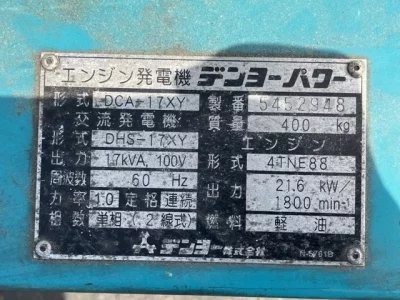 エンジン発電機 デンヨーパワー
形式 DCA-17XY 製番 5452948
交流発電機 質量 400 kg
形式 DHS-17XY エンジン
出力 17kVA, 100V 形式 4TNE88
周波数 60 Hz 出力 21.6 kW/
力率 1.0 定格 連続 1800 min-1
相数 単相(2線式) 燃料 軽油
デンヨー株式会社